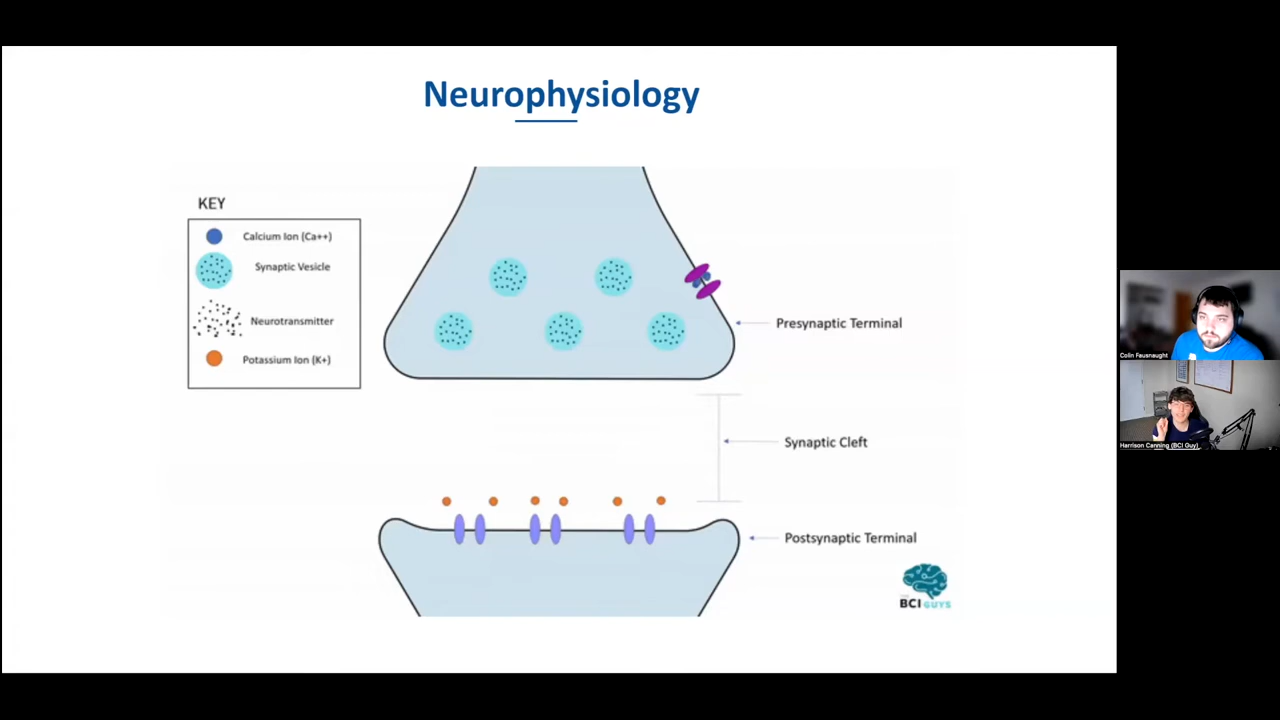 Neurophysiology
KEY
Calcium Ion (Ca++)
Synaptic Vesicle
Neurotransmitter
Potassium Ion (K+)
Presynaptic Terminal
Synaptic Cleft
Postsynaptic Terminal
BCI GUYS
Colin Fausnaught
Harrison Canning (BCI Guy)